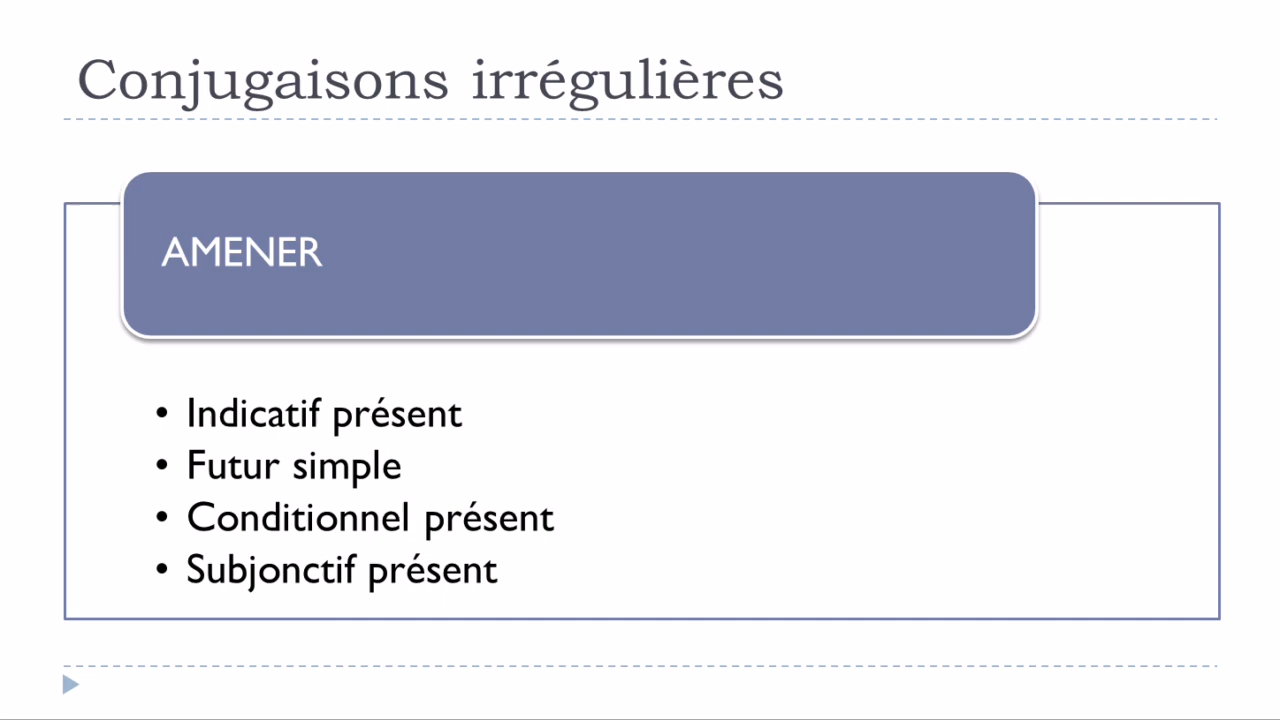 Conjugaisons irrégulières
AMENER
• Indicatif présent
• Futur simple
• Conditionnel présent
• Subjonctif présent